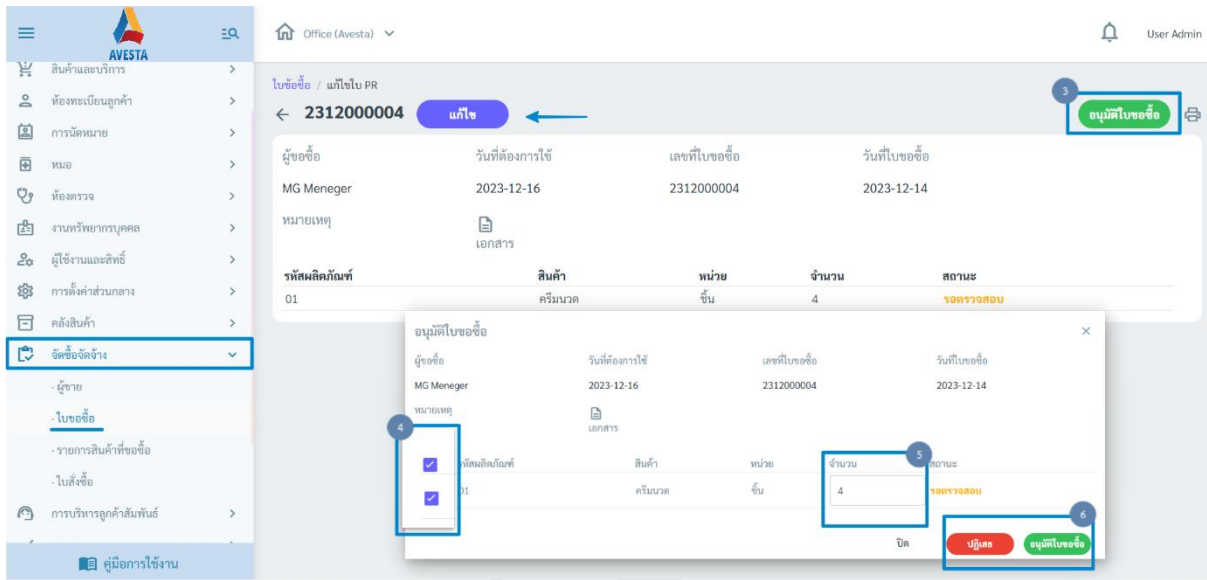 AVESTA
Office (Avesta)
User Admin
สินค้าและบริการ
ห้องทะเบียนลูกค้า
การนัดหมาย
หมอ
ห้องตรวจ
งานทรัพยากรบุคคล
ผู้ใช้งานและสิทธิ์
การตั้งค่าส่วนกลาง
คลังสินค้า
จัดซื้อจัดจ้าง
· ผู้ขาย
· ใบขอซื้อ
· รายการสินค้าที่ขอซื้อ
· ใบสั่งซื้อ
การบริหารลูกค้าสัมพันธ์
คู่มือการใช้งาน
ใบข้อซื้อ / แก้ไขใบ PR
2312000004 แก้ไข
3
อนุมัติใบขอซื้อ
ผู้ขอซื้อ วันที่ต้องการใช้ เลขที่ใบขอซื้อ วันที่ใบขอซื้อ
MG Meneger 2023-12-16 2312000004 2023-12-14
หมายเหตุ
เอกสาร
รหัสผลิตภัณฑ์ สินค้า หน่วย จำนวน สถานะ
01 ครีมนวด ชิ้น 4 รอตรวจสอบ
อนุมัติใบขอซื้อ
ผู้ขอซื้อ วันที่ต้องการใช้ เลขที่ใบขอซื้อ วันที่ใบขอซื้อ
MG Meneger 2023-12-16 2312000004 2023-12-14
หมายเหตุ
เอกสาร
4
5
รหัสผลิตภัณฑ์ สินค้า หน่วย จำนวน สถานะ
01 ครีมนวด ชิ้น 4 รอตรวจสอบ
6
ปิด ปฏิเสธ อนุมัติใบขอซื้อ